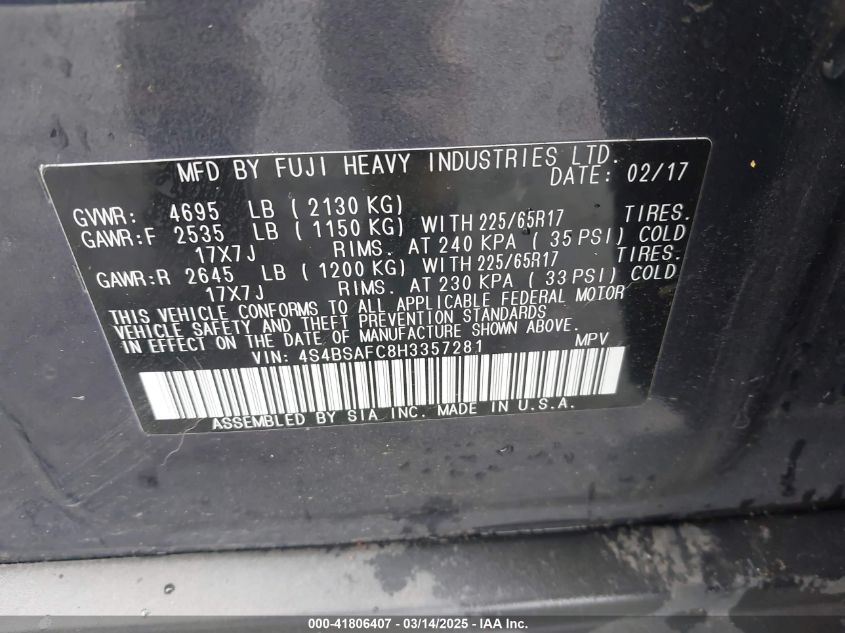 MFD BY FUJI HEAVY INDUSTRIES LTD.
DATE: 02/17
GVWR: 4695 LB ( 2130 KG)
GAWR:F 2535 LB ( 1150 KG) WITH 225/65R17 TIRES.
17X7J RIMS. AT 240 KPA ( 35 PSI) COLD
GAWR:R 2645 LB ( 1200 KG) WITH 225/65R17 TIRES.
17X7J RIMS. AT 230 KPA ( 33 PSI) COLD
THIS VEHICLE CONFORMS TO ALL APPLICABLE FEDERAL MOTOR
VEHICLE SAFETY AND THEFT PREVENTION STANDARDS
IN EFFECT ON THE DATE OF MANUFACTURE SHOWN ABOVE.
VIN: 4S4BSAFC8H3357281 MPV
ASSEMBLED BY SIA INC. MADE IN U.S.A.
000-41806407 - 03/14/2025 - IAA Inc.